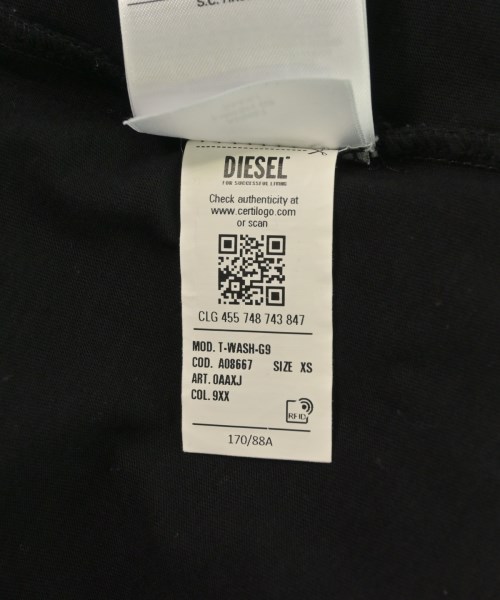 DIESEL
FOR SUCCESSFUL LIVING
Check authenticity at
www.certilogo.com
or scan
CLG 455 748 743 847
MOD. T-WASH-G9
COD. A08667 SIZE XS
ART. 0AAXJ
COL. 9XX
RFID
170/88A